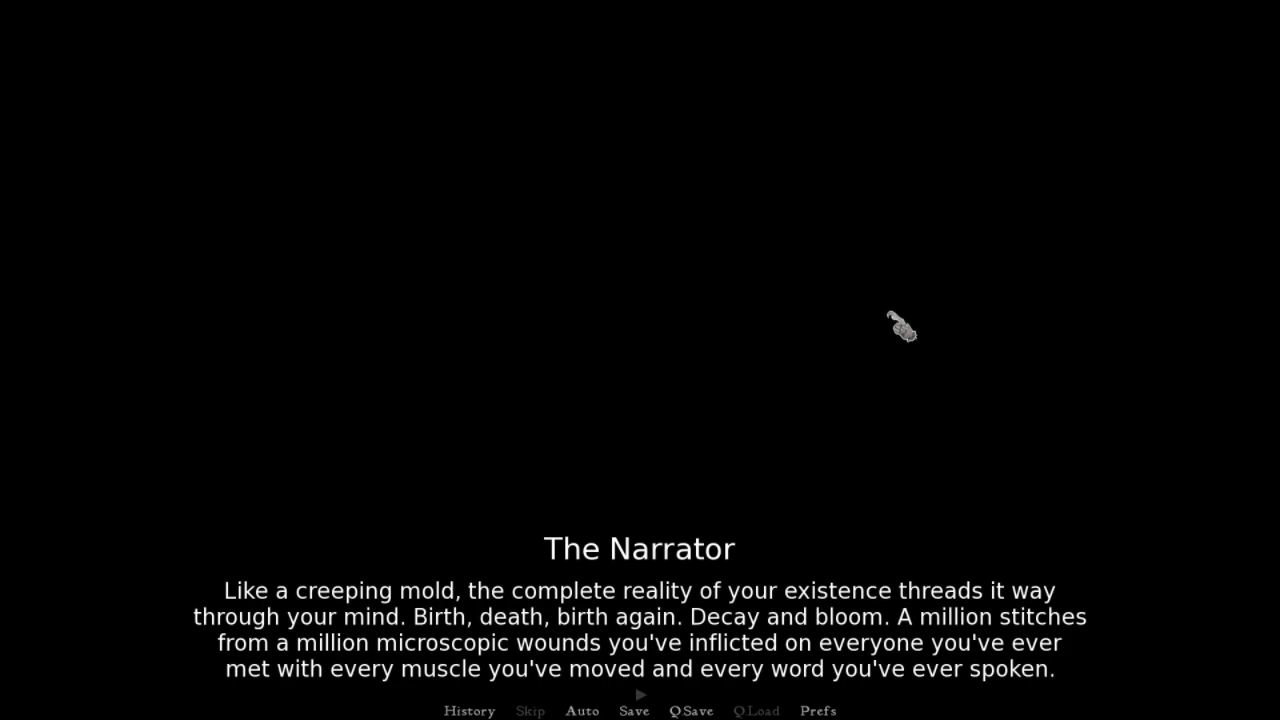 The Narrator
Like a creeping mold, the complete reality of your existence threads it way
through your mind. Birth, death, birth again. Decay and bloom. A million stitches
from a million microscopic wounds you've inflicted on everyone you've ever
met with every muscle you've moved and every word you've ever spoken.
History Skip Auto Save QSave QLoad Prefs